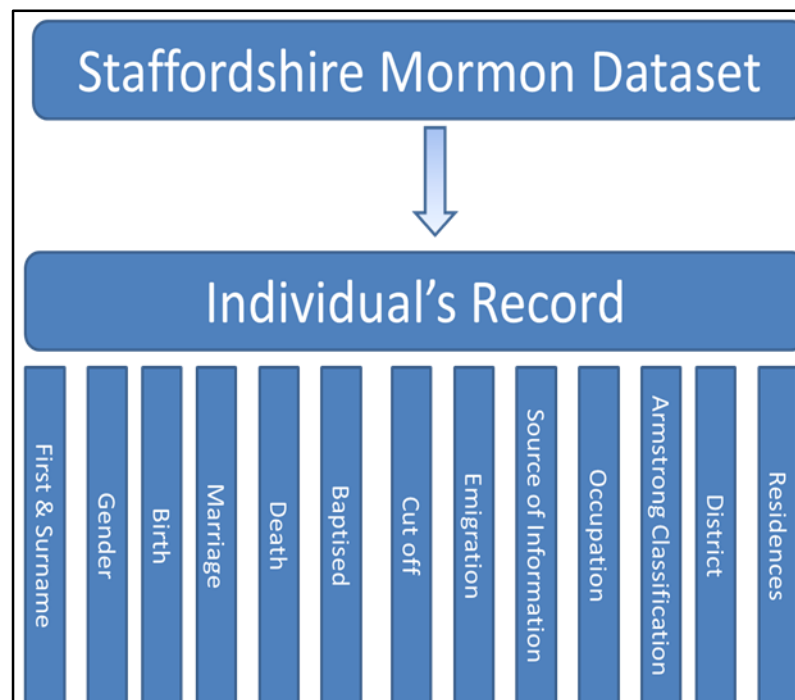 Staffordshire Mormon Dataset
Individual’s Record
First & Surname
Gender
Birth
Marriage
Death
Baptised
Cut off
Emigration
Source of Information
Occupation
Armstrong Classification
District
Residences